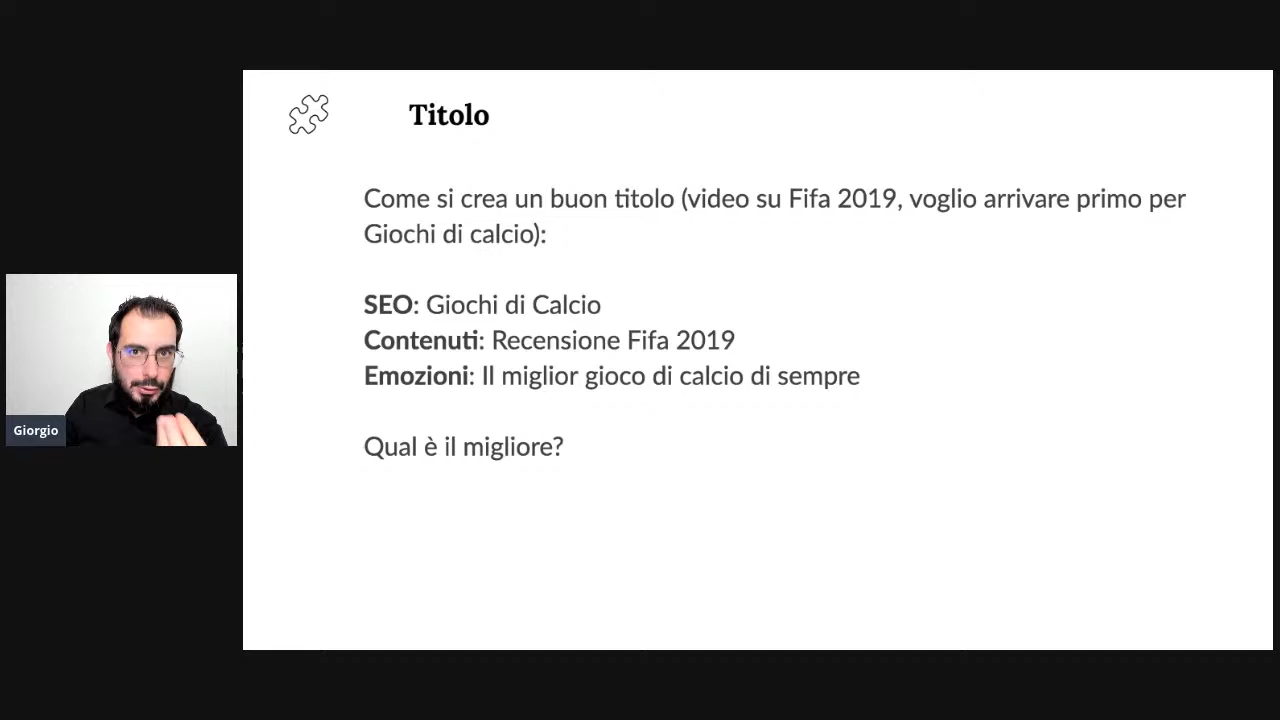 Titolo
Come si crea un buon titolo (video su Fifa 2019, voglio arrivare primo per
Giochi di calcio):
SEO: Giochi di Calcio
Contenuti: Recensione Fifa 2019
Emozioni: Il miglior gioco di calcio di sempre
Qual è il migliore?
Giorgio